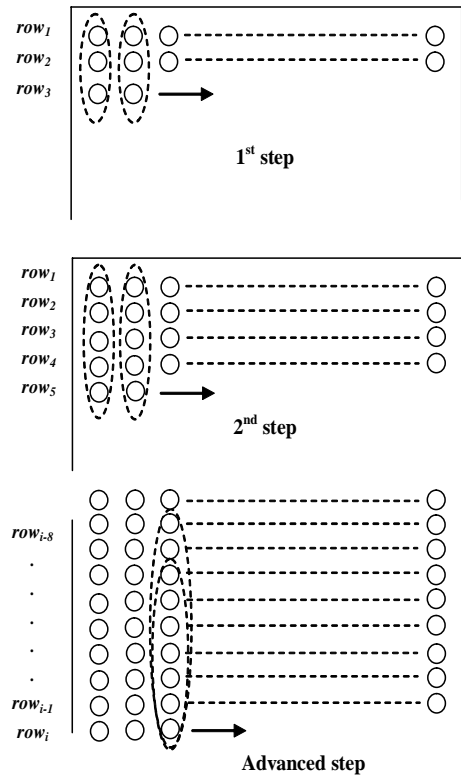 row1
row2
row3
1st step
row1
row2
row3
row4
row5
2nd step
rowi-8
.
.
.
.
.
rowi-1
rowi
Advanced step